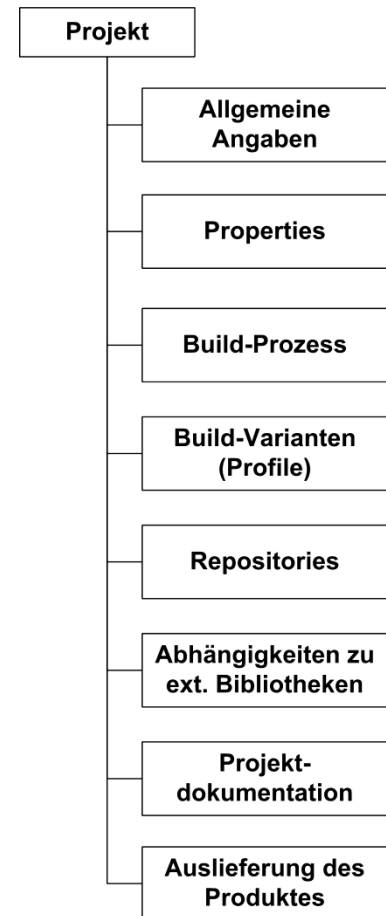 Projekt
Allgemeine
Angaben
Properties
Build-Prozess
Build-Varianten
(Profile)
Repositories
Abhängigkeiten zu
ext. Bibliotheken
Projekt-
dokumentation
Auslieferung des
Produktes